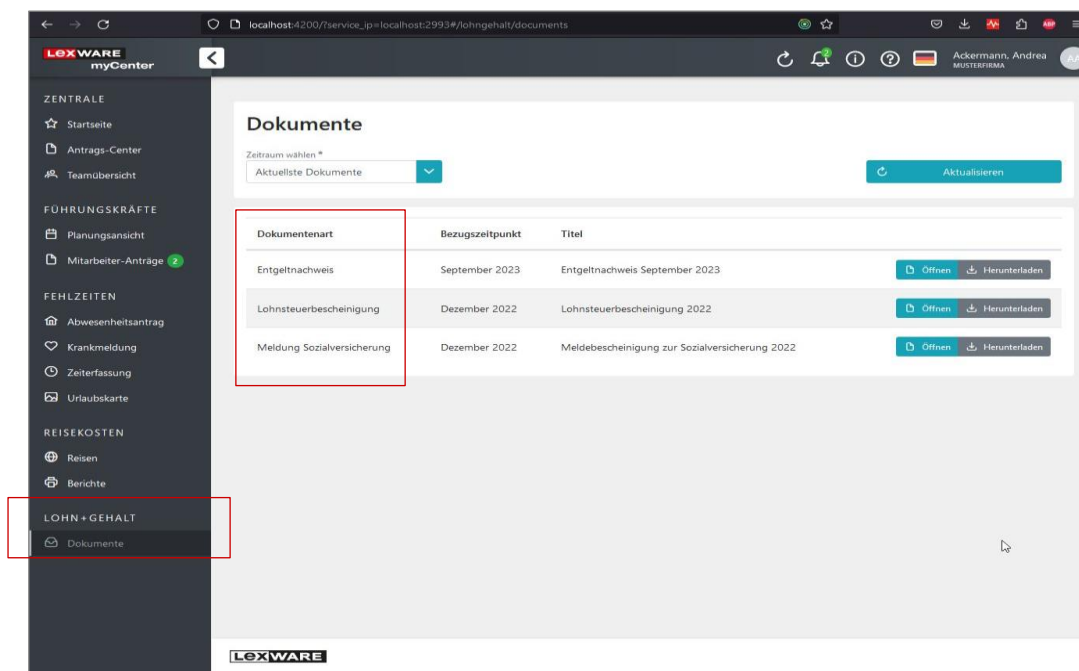 localhost:4200/?service_ip=localhost:2993#/lohngehalt/documents
ABP
LEXWARE
myCenter
2
Ackermann, Andrea
MUSTERFIRMA
AA
ZENTRALE
Startseite
Antrags-Center
Teamübersicht
FÜHRUNGSKRÄFTE
Planungsansicht
Mitarbeiter-Anträge 2
FEHLZEITEN
Abwesenheitsantrag
Krankmeldung
Zeiterfassung
Urlaubskarte
REISEKOSTEN
Reisen
Berichte
LOHN+GEHALT
Dokumente
Dokumente
Zeitraum wählen *
Aktuellste Dokumente
Aktualisieren
Dokumentenart Bezugszeitpunkt Titel
Entgeltnachweis September 2023 Entgeltnachweis September 2023 Öffnen Herunterladen
Lohnsteuerbescheinigung Dezember 2022 Lohnsteuerbescheinigung 2022 Öffnen Herunterladen
Meldung Sozialversicherung Dezember 2022 Meldebescheinigung zur Sozialversicherung 2022 Öffnen Herunterladen
LEXWARE